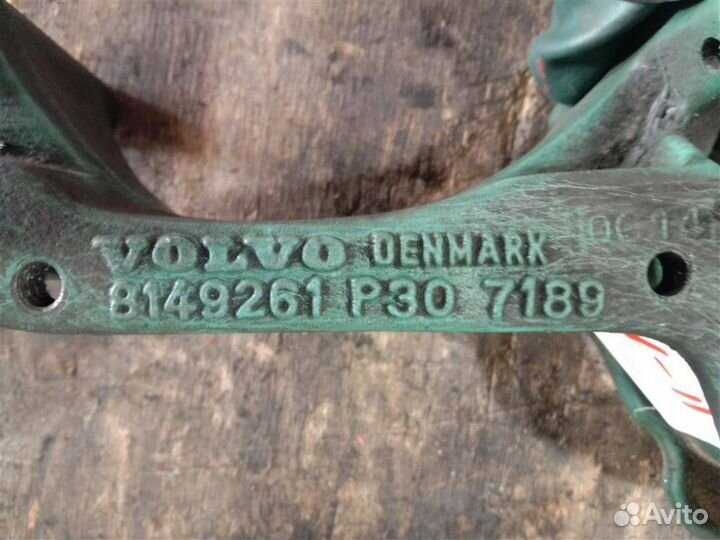 VOLVO DENMARK
8149261 P30 7189
Avito